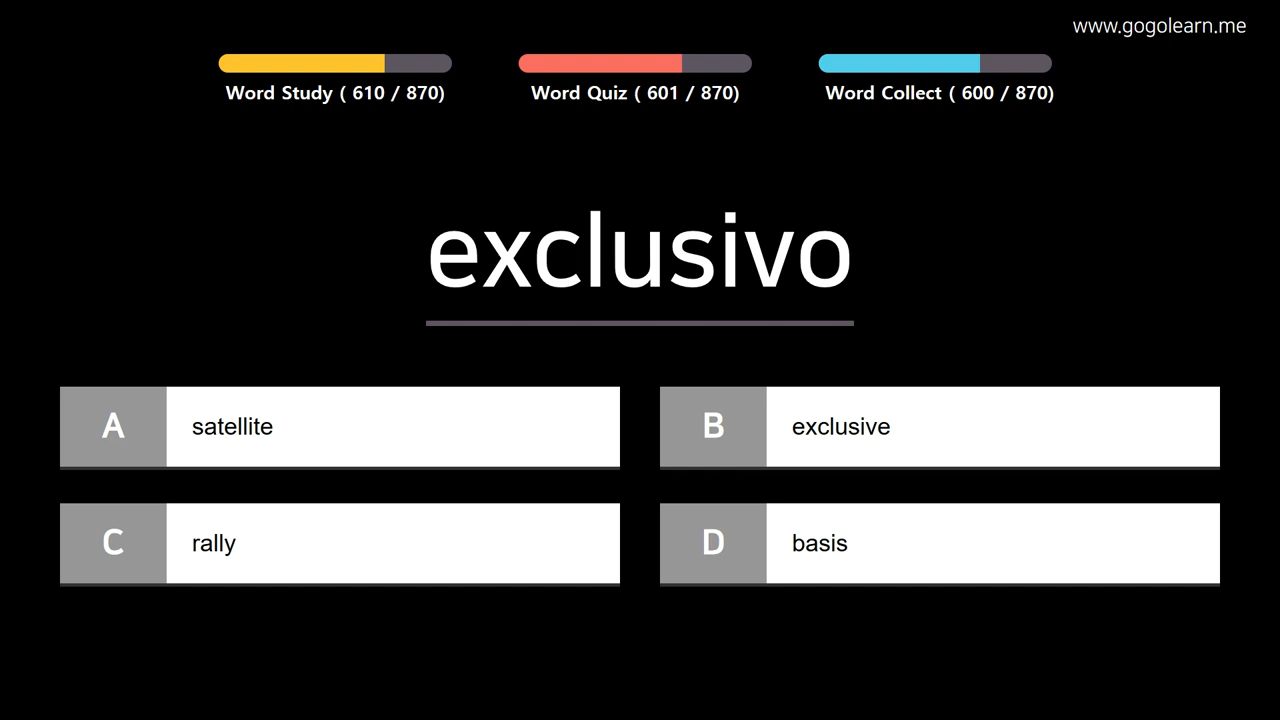 www.gogolearn.me
Word Study ( 610 / 870)
Word Quiz ( 601 / 870)
Word Collect ( 600 / 870)
exclusivo
A satellite
B exclusive
C rally
D basis